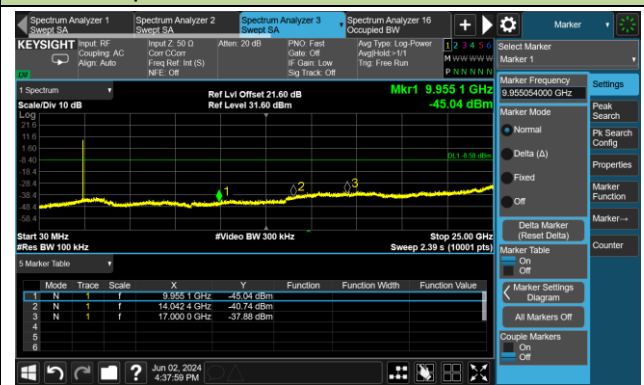 Spectrum Analyzer 1
Swept SA
Spectrum Analyzer 2
Swept SA
Spectrum Analyzer 3
Swept SA
Spectrum Analyzer 16
Occupied BW
Marker
KEYSIGHT
Input: RF
Coupling: AC
Align: Auto
Input Z: 50 Ω
Corr CCorr
Freq Ref: Int (S)
NFE: Off
Atten: 20 dB
PNO: Fast
Gate: Off
IF Gain: Low
Sig Track: Off
Avg Type: Log-Power
Avg|Hold:>1/1
Trig: Free Run
1 2 3 4 5 6
M W W W W W
P N N N N N
LXI
Select Marker
Marker 1
1 Spectrum
Ref Lvl Offset 21.60 dB
Mkr1 9.955 1 GHz
Scale/Div 10 dB
Ref Level 31.60 dBm
-45.04 dBm
Log
21.6
11.6
1.60
-8.40
-18.4
-28.4
-38.4
-48.4
-58.4
DL1 -8.58 dBm
1
2
3
Start 30 MHz
#Video BW 300 kHz
Stop 25.00 GHz
#Res BW 100 kHz
Sweep 2.39 s (10001 pts)
5 Marker Table
Mode Trace Scale X Y Function Function Width Function Value
1 N 1 f 9.955 1 GHz -45.04 dBm
2 N 1 f 14.042 4 GHz -40.74 dBm
3 N 1 f 17.000 0 GHz -37.88 dBm
4
5
6
Marker Frequency
9.955054000 GHz
Marker Mode
Normal
Delta (Δ)
Fixed
Off
Delta Marker
(Reset Delta)
Marker Table
On
Off
Marker Settings
Diagram
All Markers Off
Couple Markers
On
Off
Settings
Peak
Search
Pk Search
Config
Properties
Marker
Function
Marker→
Counter
Jun 02, 2024
4:37:59 PM